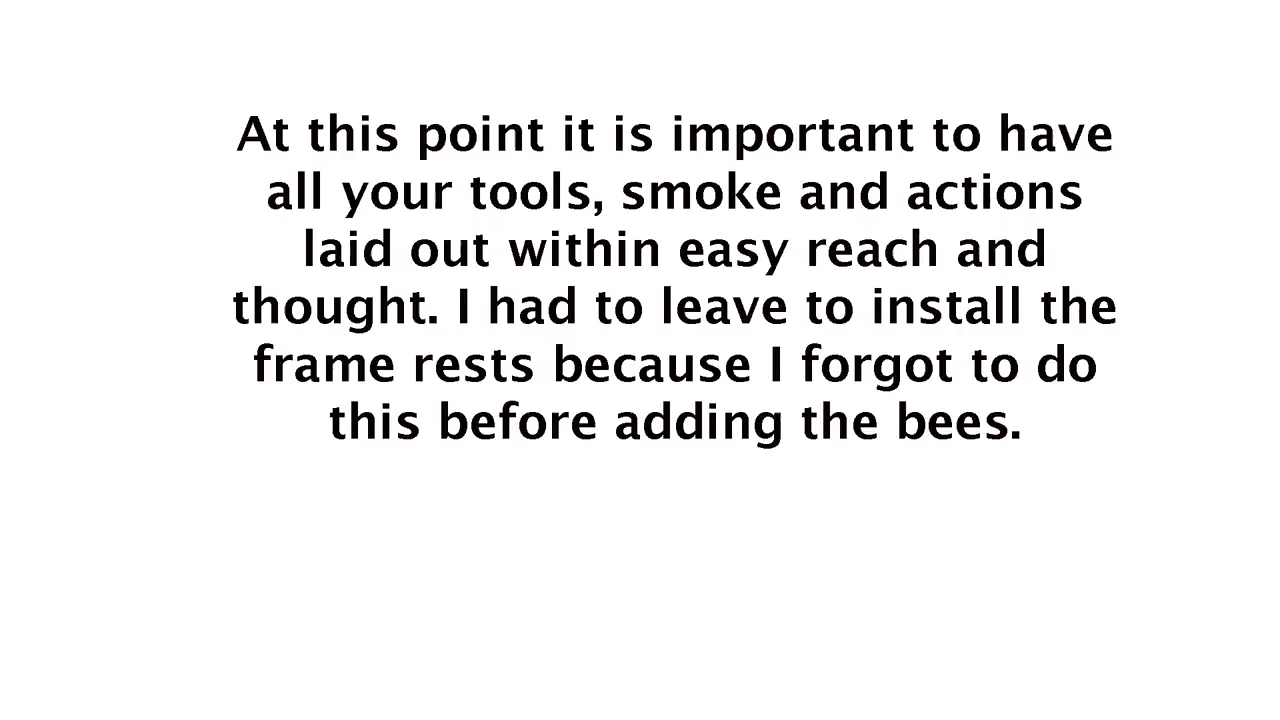 At this point it is important to have
all your tools, smoke and actions
laid out within easy reach and
thought. I had to leave to install the
frame rests because I forgot to do
this before adding the bees.